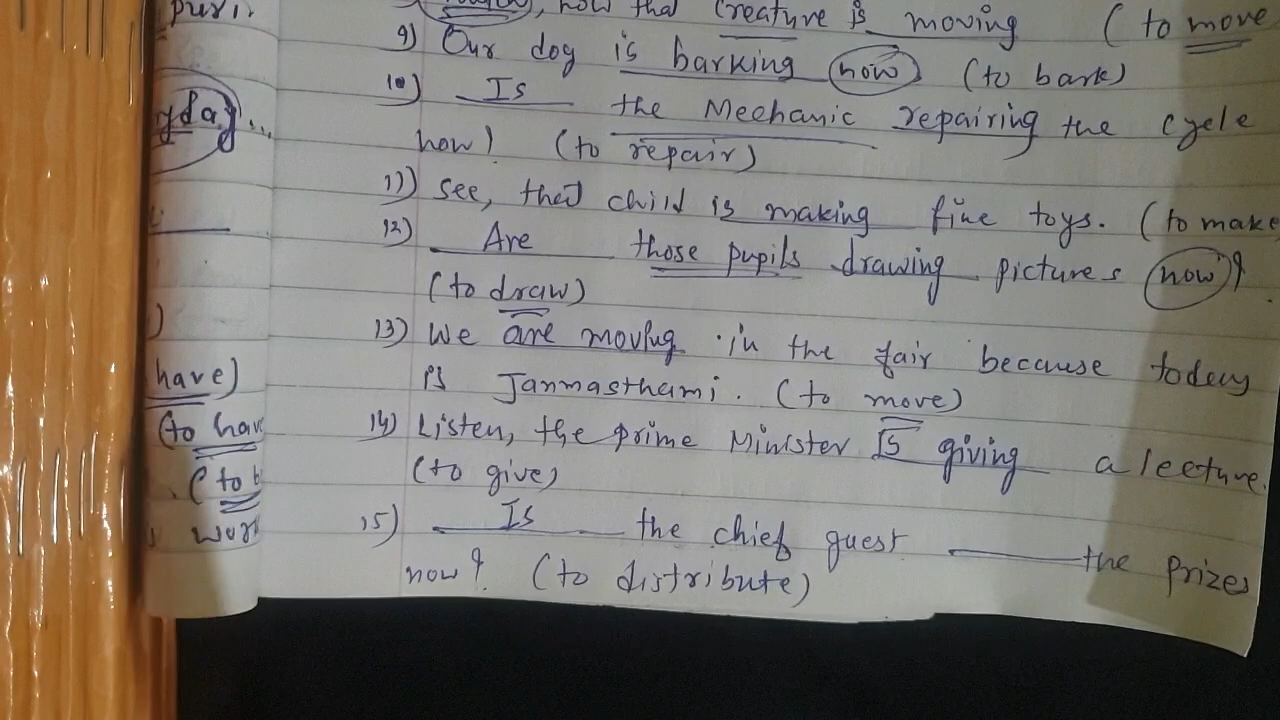 puri.
yday...
)
have)
(to hav
(to b
wor
how that creature is moving (to move
9) Our dog is barking now (to bark)
10) Is the Mechanic repairing the cycle
now? (to repair)
11) See, that child is making fine toys. (to make
12) Are those pupils drawing pictures now?
(to draw)
13) We are moving in the fair because today
is Janmasthami. (to move)
14) Listen, the prime Minister Is giving a lecture.
(to give)
15) Is the chief guest ______ the prizes
now? (to distribute)